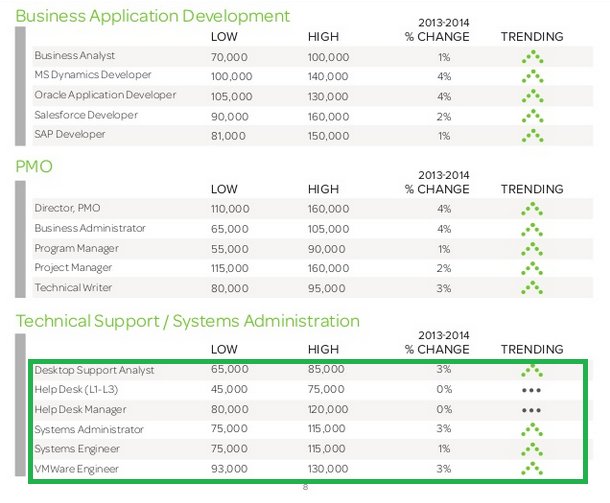 Business Application Development
2013-2014
LOW HIGH % CHANGE TRENDING
Business Analyst 70,000 100,000 1%
MS Dynamics Developer 100,000 140,000 4%
Oracle Application Developer 105,000 130,000 4%
Salesforce Developer 90,000 160,000 2%
SAP Developer 81,000 150,000 1%
PMO
2013-2014
LOW HIGH % CHANGE TRENDING
Director, PMO 110,000 160,000 4%
Business Administrator 65,000 105,000 4%
Program Manager 55,000 90,000 1%
Project Manager 115,000 160,000 2%
Technical Writer 80,000 95,000 3%
Technical Support / Systems Administration
2013-2014
LOW HIGH % CHANGE TRENDING
Desktop Support Analyst 65,000 85,000 3%
Help Desk (L1-L3) 45,000 75,000 0%
Help Desk Manager 80,000 120,000 0%
Systems Administrator 75,000 115,000 3%
Systems Engineer 75,000 115,000 1%
VMWare Engineer 93,000 130,000 3%
8